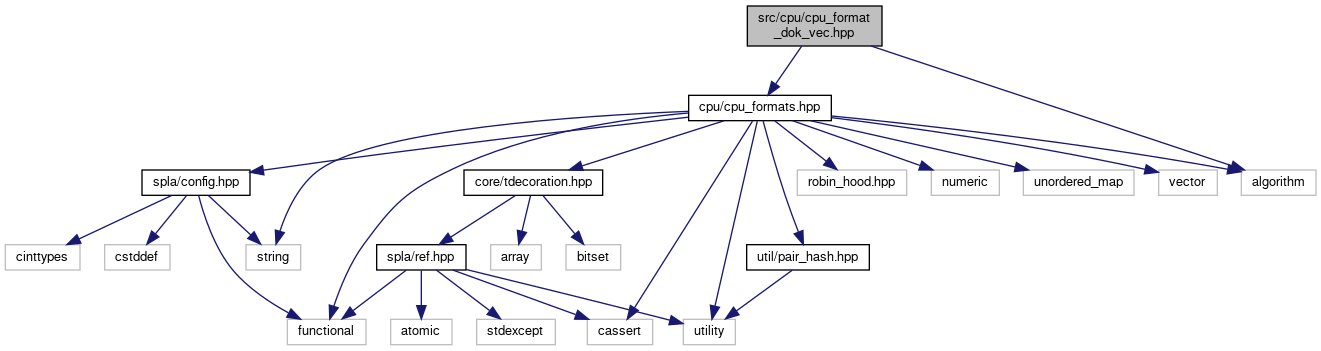 src/cpu/cpu_format
_dok_vec.hpp
cpu/cpu_formats.hpp
spla/config.hpp
core/tdecoration.hpp
robin_hood.hpp
numeric
unordered_map
vector
algorithm
cinttypes
cstddef
string
spla/ref.hpp
array
bitset
util/pair_hash.hpp
functional
atomic
stdexcept
cassert
utility